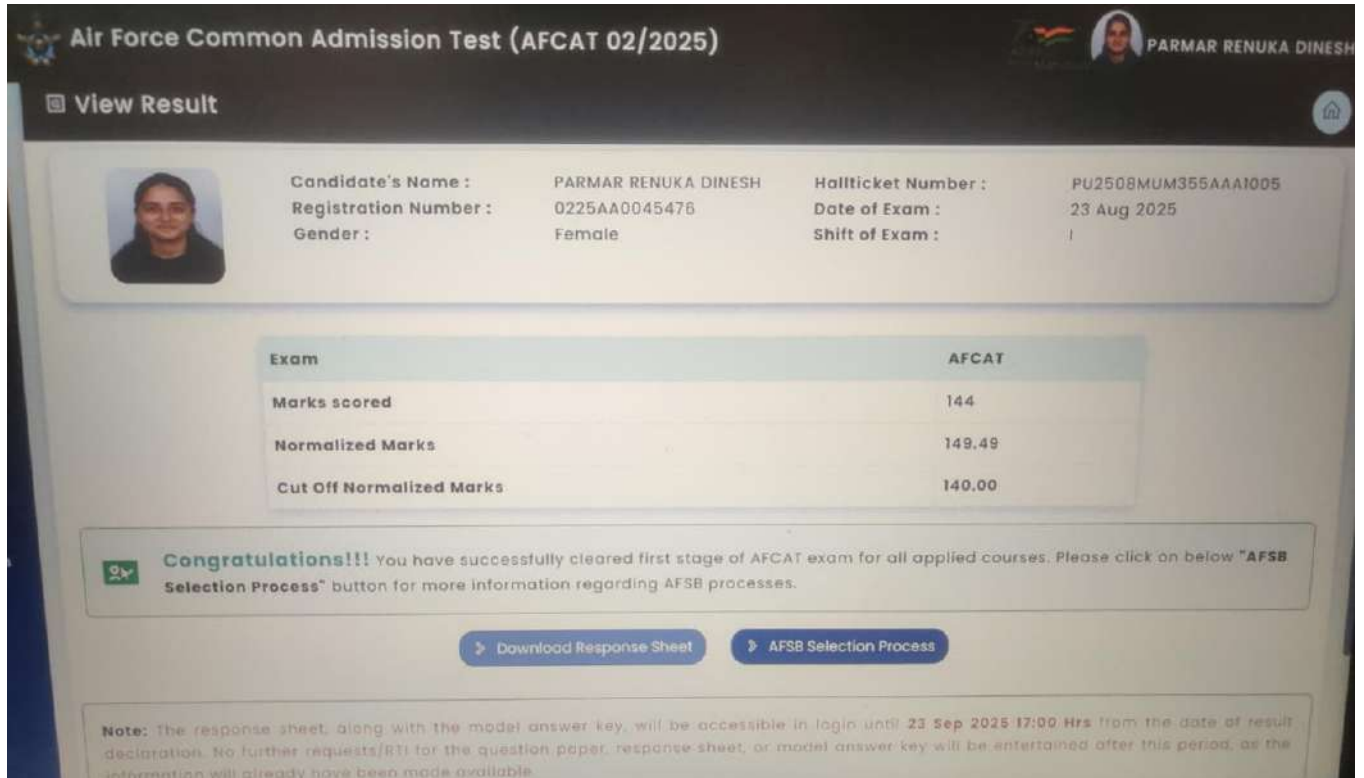 Air Force Common Admission Test (AFCAT 02/2025)
PARMAR RENUKA DINESH
View Result
Candidate's Name : PARMAR RENUKA DINESH Hallticket Number : PU2508MUM355AAA1005
Registration Number : 0225AA0045476 Date of Exam : 23 Aug 2025
Gender : Female Shift of Exam : I
Exam AFCAT
Marks scored 144
Normalized Marks 149.49
Cut Off Normalized Marks 140.00
Congratulations!!! You have successfully cleared first stage of AFCAT exam for all applied courses. Please click on below "AFSB
Selection Process" button for more information regarding AFSB processes.
Download Response Sheet AFSB Selection Process
Note: The response sheet, along with the model answer key, will be accessible in login until 23 Sep 2025 17:00 Hrs from the date of result
declaration. No further requests/RTI for the question paper, response sheet, or model answer key will be entertained after this period, as the
information will already have been made available.